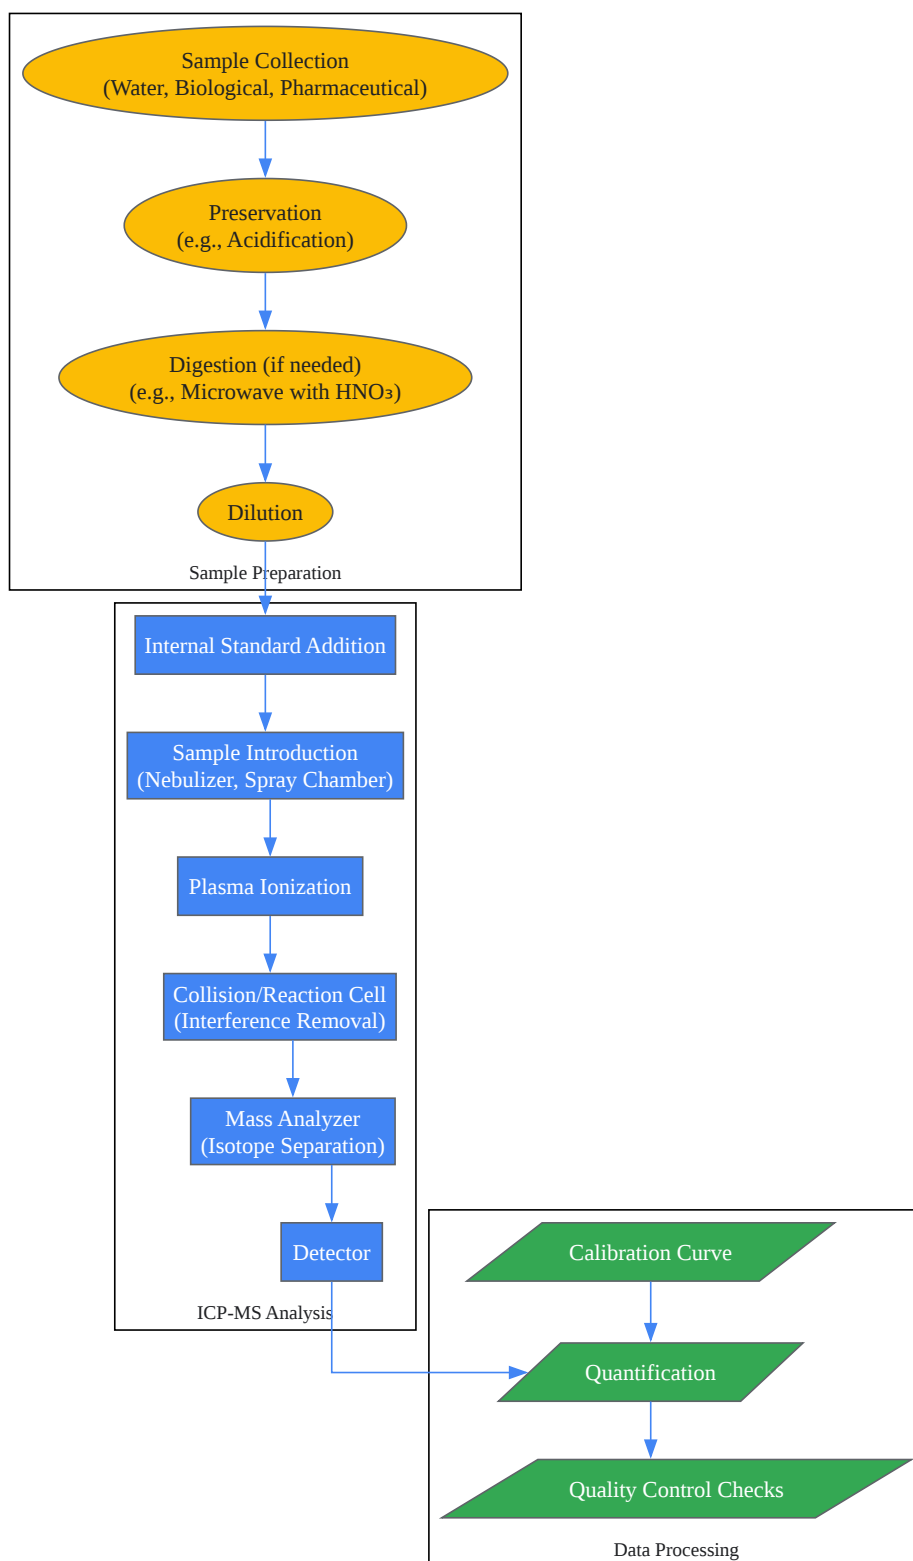 Sample Collection
(Water, Biological, Pharmaceutical)
Preservation
(e.g., Acidification)
Digestion (if needed)
(e.g., Microwave with HNO₃)
Dilution
Sample Preparation
Internal Standard Addition
Sample Introduction
(Nebulizer, Spray Chamber)
Plasma Ionization
Collision/Reaction Cell
(Interference Removal)
Mass Analyzer
(Isotope Separation)
Detector
ICP-MS Analysis
Calibration Curve
Quantification
Quality Control Checks
Data Processing